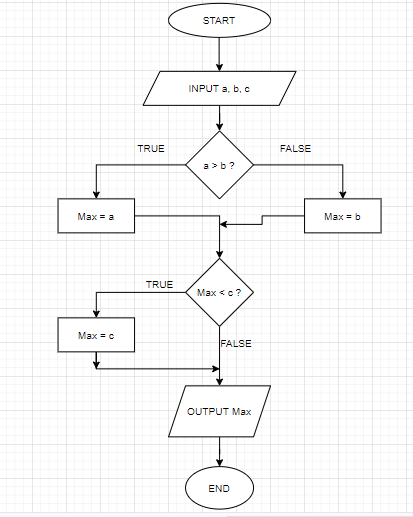 START
INPUT a, b, c
TRUE
FALSE
a > b ?
Max = a
Max = b
TRUE
Max < c ?
Max = c
FALSE
OUTPUT Max
END